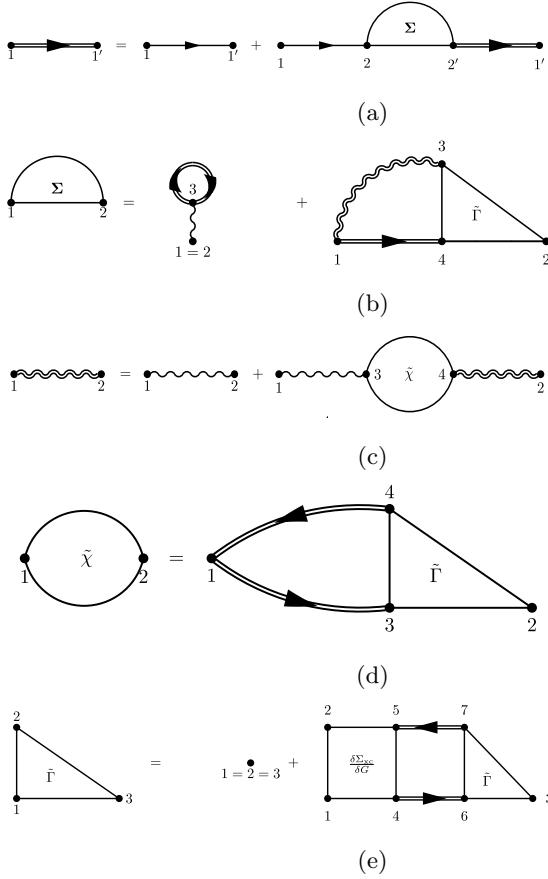 1 1′ = 1 1′ + 1 2 Σ 2′ 1′
(a)
1 Σ 2 = 3 1 = 2 + 1 3 4 Γ̃ 2
(b)
1 2 = 1 2 + 1 3 χ̃ 4 2
(c)
1 χ̃ 2 = 1 4 3 Γ̃ 2
(d)
2 1 Γ̃ 3 = 1 = 2 = 3 + 2 5 7 1 4 6 δΣxc/δG Γ̃ 3
(e)